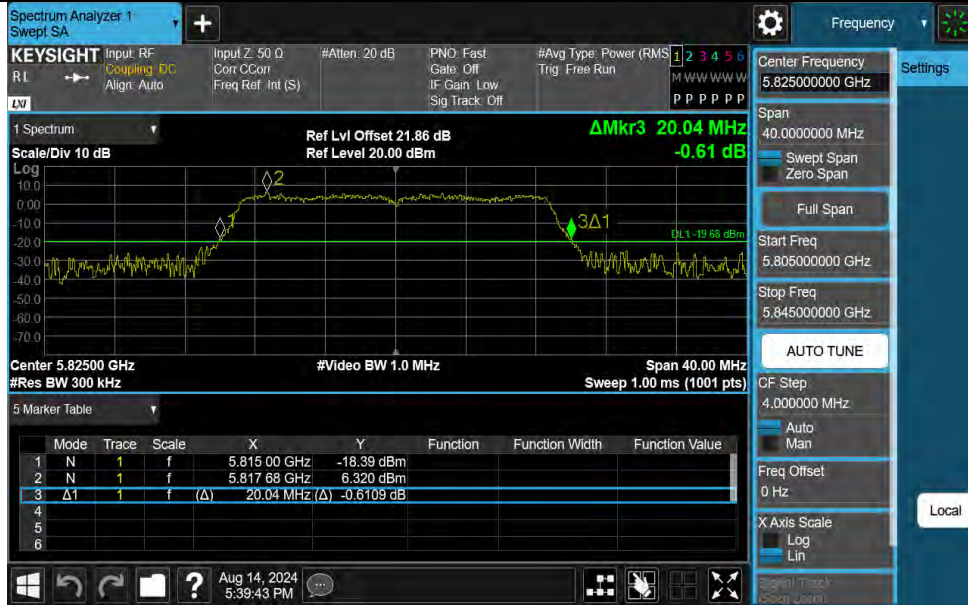 Spectrum Analyzer 1
Swept SA
Frequency
KEYSIGHT
RL
LXI
Input: RF
Coupling: DC
Align: Auto
Input Z: 50 Ω
Corr CCorr
Freq Ref: Int (S)
#Atten: 20 dB
PNO: Fast
Gate: Off
IF Gain: Low
Sig Track: Off
#Avg Type: Power (RMS
Trig: Free Run
1 2 3 4 5 6
M W W W W W
P P P P P P
1 Spectrum
Scale/Div 10 dB
Ref Lvl Offset 21.86 dB
Ref Level 20.00 dBm
ΔMkr3 20.04 MHz
-0.61 dB
Log
10.0
0.00
-10.0
-20.0
-30.0
-40.0
-50.0
-60.0
-70.0
2
1
3Δ1
DL1 -19.68 dBm
Center 5.82500 GHz
#Video BW 1.0 MHz
Span 40.00 MHz
#Res BW 300 kHz
Sweep 1.00 ms (1001 pts)
5 Marker Table
Mode Trace Scale X Y Function Function Width Function Value
1 N 1 f 5.815 00 GHz -18.39 dBm
2 N 1 f 5.817 68 GHz 6.320 dBm
3 Δ1 1 f (Δ) 20.04 MHz (Δ) -0.6109 dB
4
5
6
Aug 14, 2024
5:39:43 PM
Center Frequency
5.825000000 GHz
Span
40.0000000 MHz
Swept Span
Zero Span
Full Span
Start Freq
5.805000000 GHz
Stop Freq
5.845000000 GHz
AUTO TUNE
CF Step
4.000000 MHz
Auto
Man
Freq Offset
0 Hz
X Axis Scale
Log
Lin
Signal Track
(Span Zoom)
Settings
Local